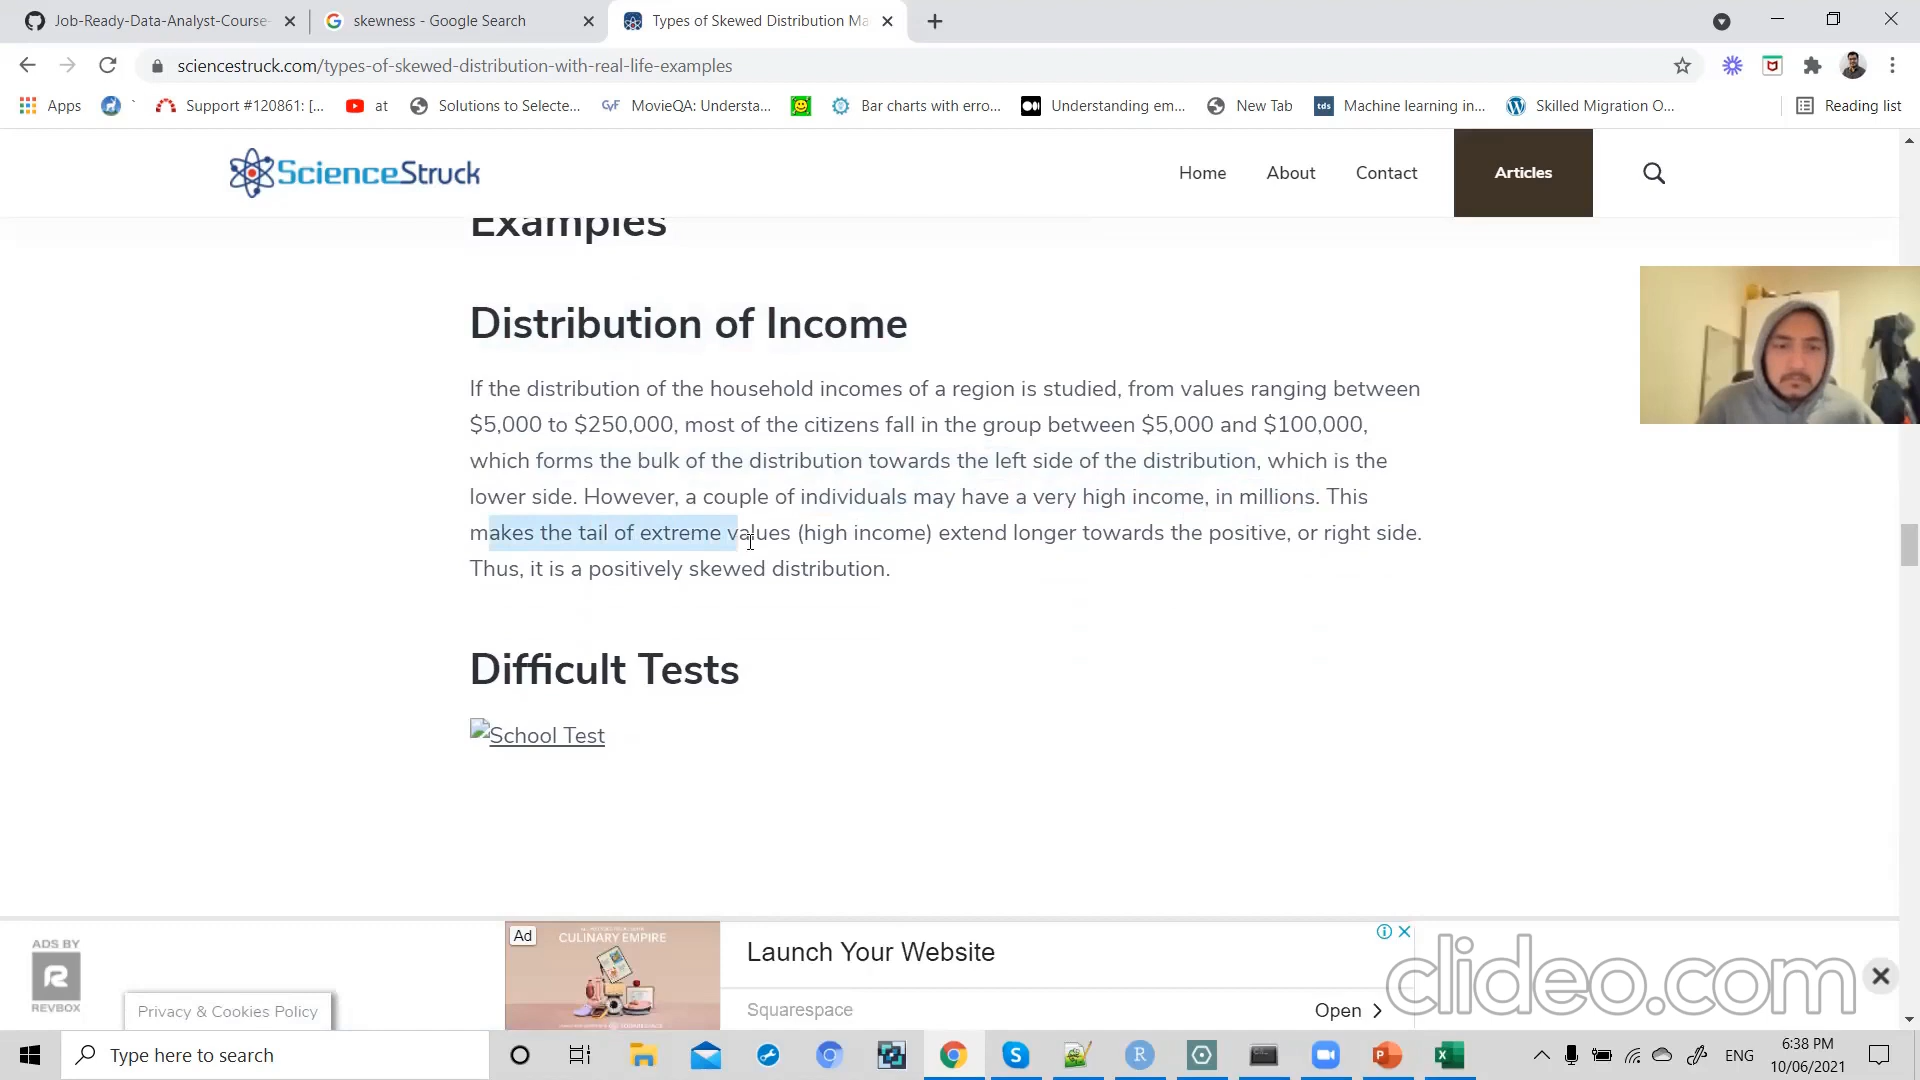 Job-Ready-Data-Analyst-Course-
skewness - Google Search
Types of Skewed Distribution Ma
sciencestruck.com/types-of-skewed-distribution-with-real-life-examples
Apps
at
Support #120861: [...
Solutions to Selecte...
MovieQA: Understa...
Bar charts with erro...
Understanding em...
New Tab
Machine learning in...
Skilled Migration O...
Reading list
ScienceStruck
Home
About
Contact
Articles
Examples
Distribution of Income
If the distribution of the household incomes of a region is studied, from values ranging between
$5,000 to $250,000, most of the citizens fall in the group between $5,000 and $100,000,
which forms the bulk of the distribution towards the left side of the distribution, which is the
lower side. However, a couple of individuals may have a very high income, in millions. This
makes the tail of extreme values (high income) extend longer towards the positive, or right side.
Thus, it is a positively skewed distribution.
Difficult Tests
School Test
ADS BY
REVBOX
Privacy & Cookies Policy
Ad
CULINARY EMPIRE
Launch Your Website
Squarespace
Open
clideo.com
Type here to search
ENG
6:38 PM
10/06/2021